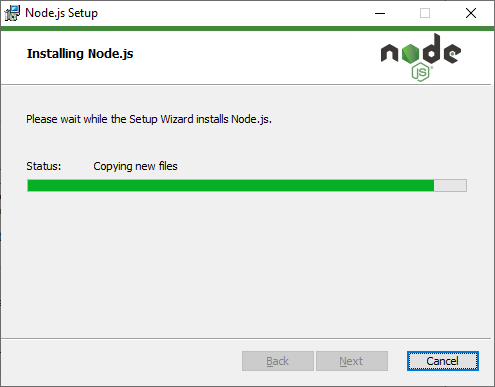 Node.js Setup
Installing Node.js
node
JS
Please wait while the Setup Wizard installs Node.js.
Status: Copying new files
Back Next Cancel